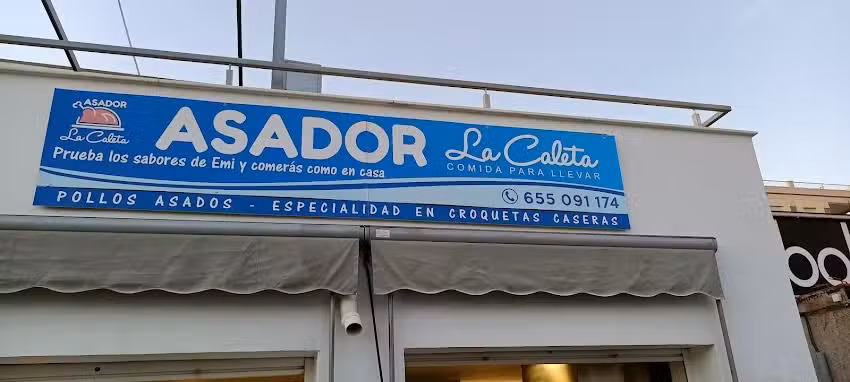 ASADOR
La Caleta
ASADOR
La Caleta
COMIDA PARA LLEVAR
Prueba los sabores de Emi y comerás como en casa
655 091 174
POLLOS ASADOS - ESPECIALIDAD EN CROQUETAS CASERAS